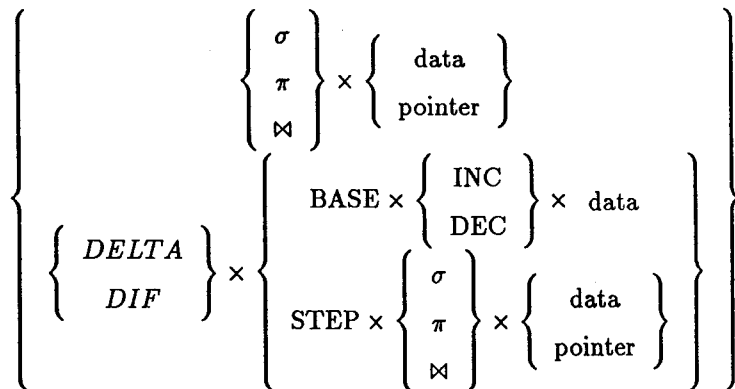 σ
π × data
⋈ pointer
BASE × INC × data
DEC
DELTA ×
DIF
STEP × σ
π × data
⋈ pointer